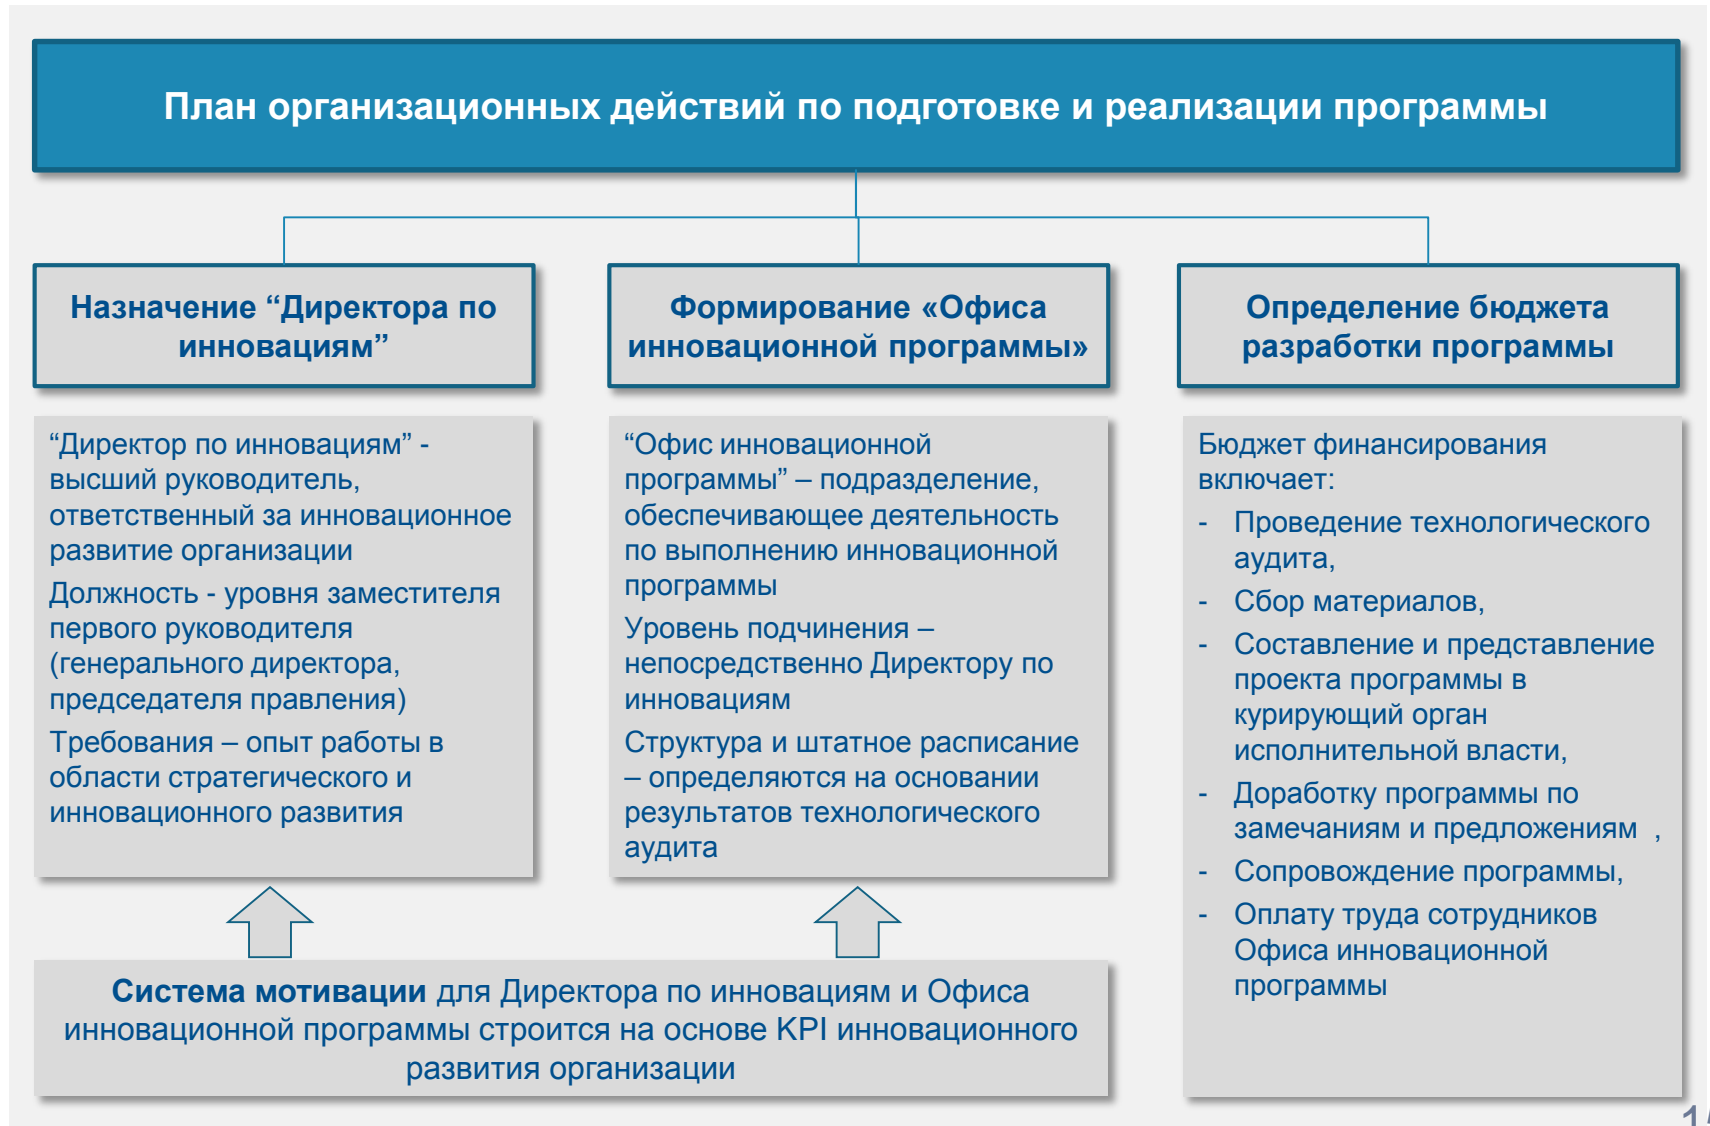 План организационных действий по подготовке и реализации программы
Назначение “Директора по
инновациям”
“Директор по инновациям” -
высший руководитель,
ответственный за инновационное
развитие организации
Должность - уровня заместителя
первого руководителя
(генерального директора,
председателя правления)
Требования – опыт работы в
области стратегического и
инновационного развития
Формирование «Офиса
инновационной программы»
“Офис инновационной
программы” – подразделение,
обеспечивающее деятельность
по выполнению инновационной
программы
Уровень подчинения –
непосредственно Директору по
инновациям
Структура и штатное расписание
– определяются на основании
результатов технологического
аудита
Система мотивации для Директора по инновациям и Офиса
инновационной программы строится на основе KPI инновационного
развития организации
Определение бюджета
разработки программы
Бюджет финансирования
включает:
- Проведение технологического
аудита,
- Сбор материалов,
- Составление и представление
проекта программы в
курирующий орган
исполнительной власти,
- Доработку программы по
замечаниям и предложениям ,
- Сопровождение программы,
- Оплату труда сотрудников
Офиса инновационной
программы